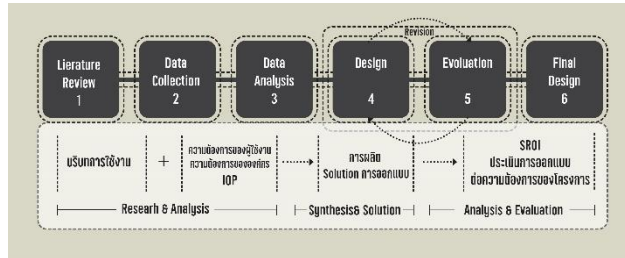 Revision
Lierature
Review
1
Data
Collection
2
Data
Analysis
3
Design
4
Evoluation
5
Final
Design
6
บริบทการใช้งาน
+
ความต้องการของผู้ใช้งาน
ความต้องการขององค์กร
IOP
การผลิต
Solution การออกแบบ
SROI
ประเมินการออกแบบ
ต่อความต้องการของโครงการ
Researh & Analysis
Synthesis& Solution
Analysis & Evaluation